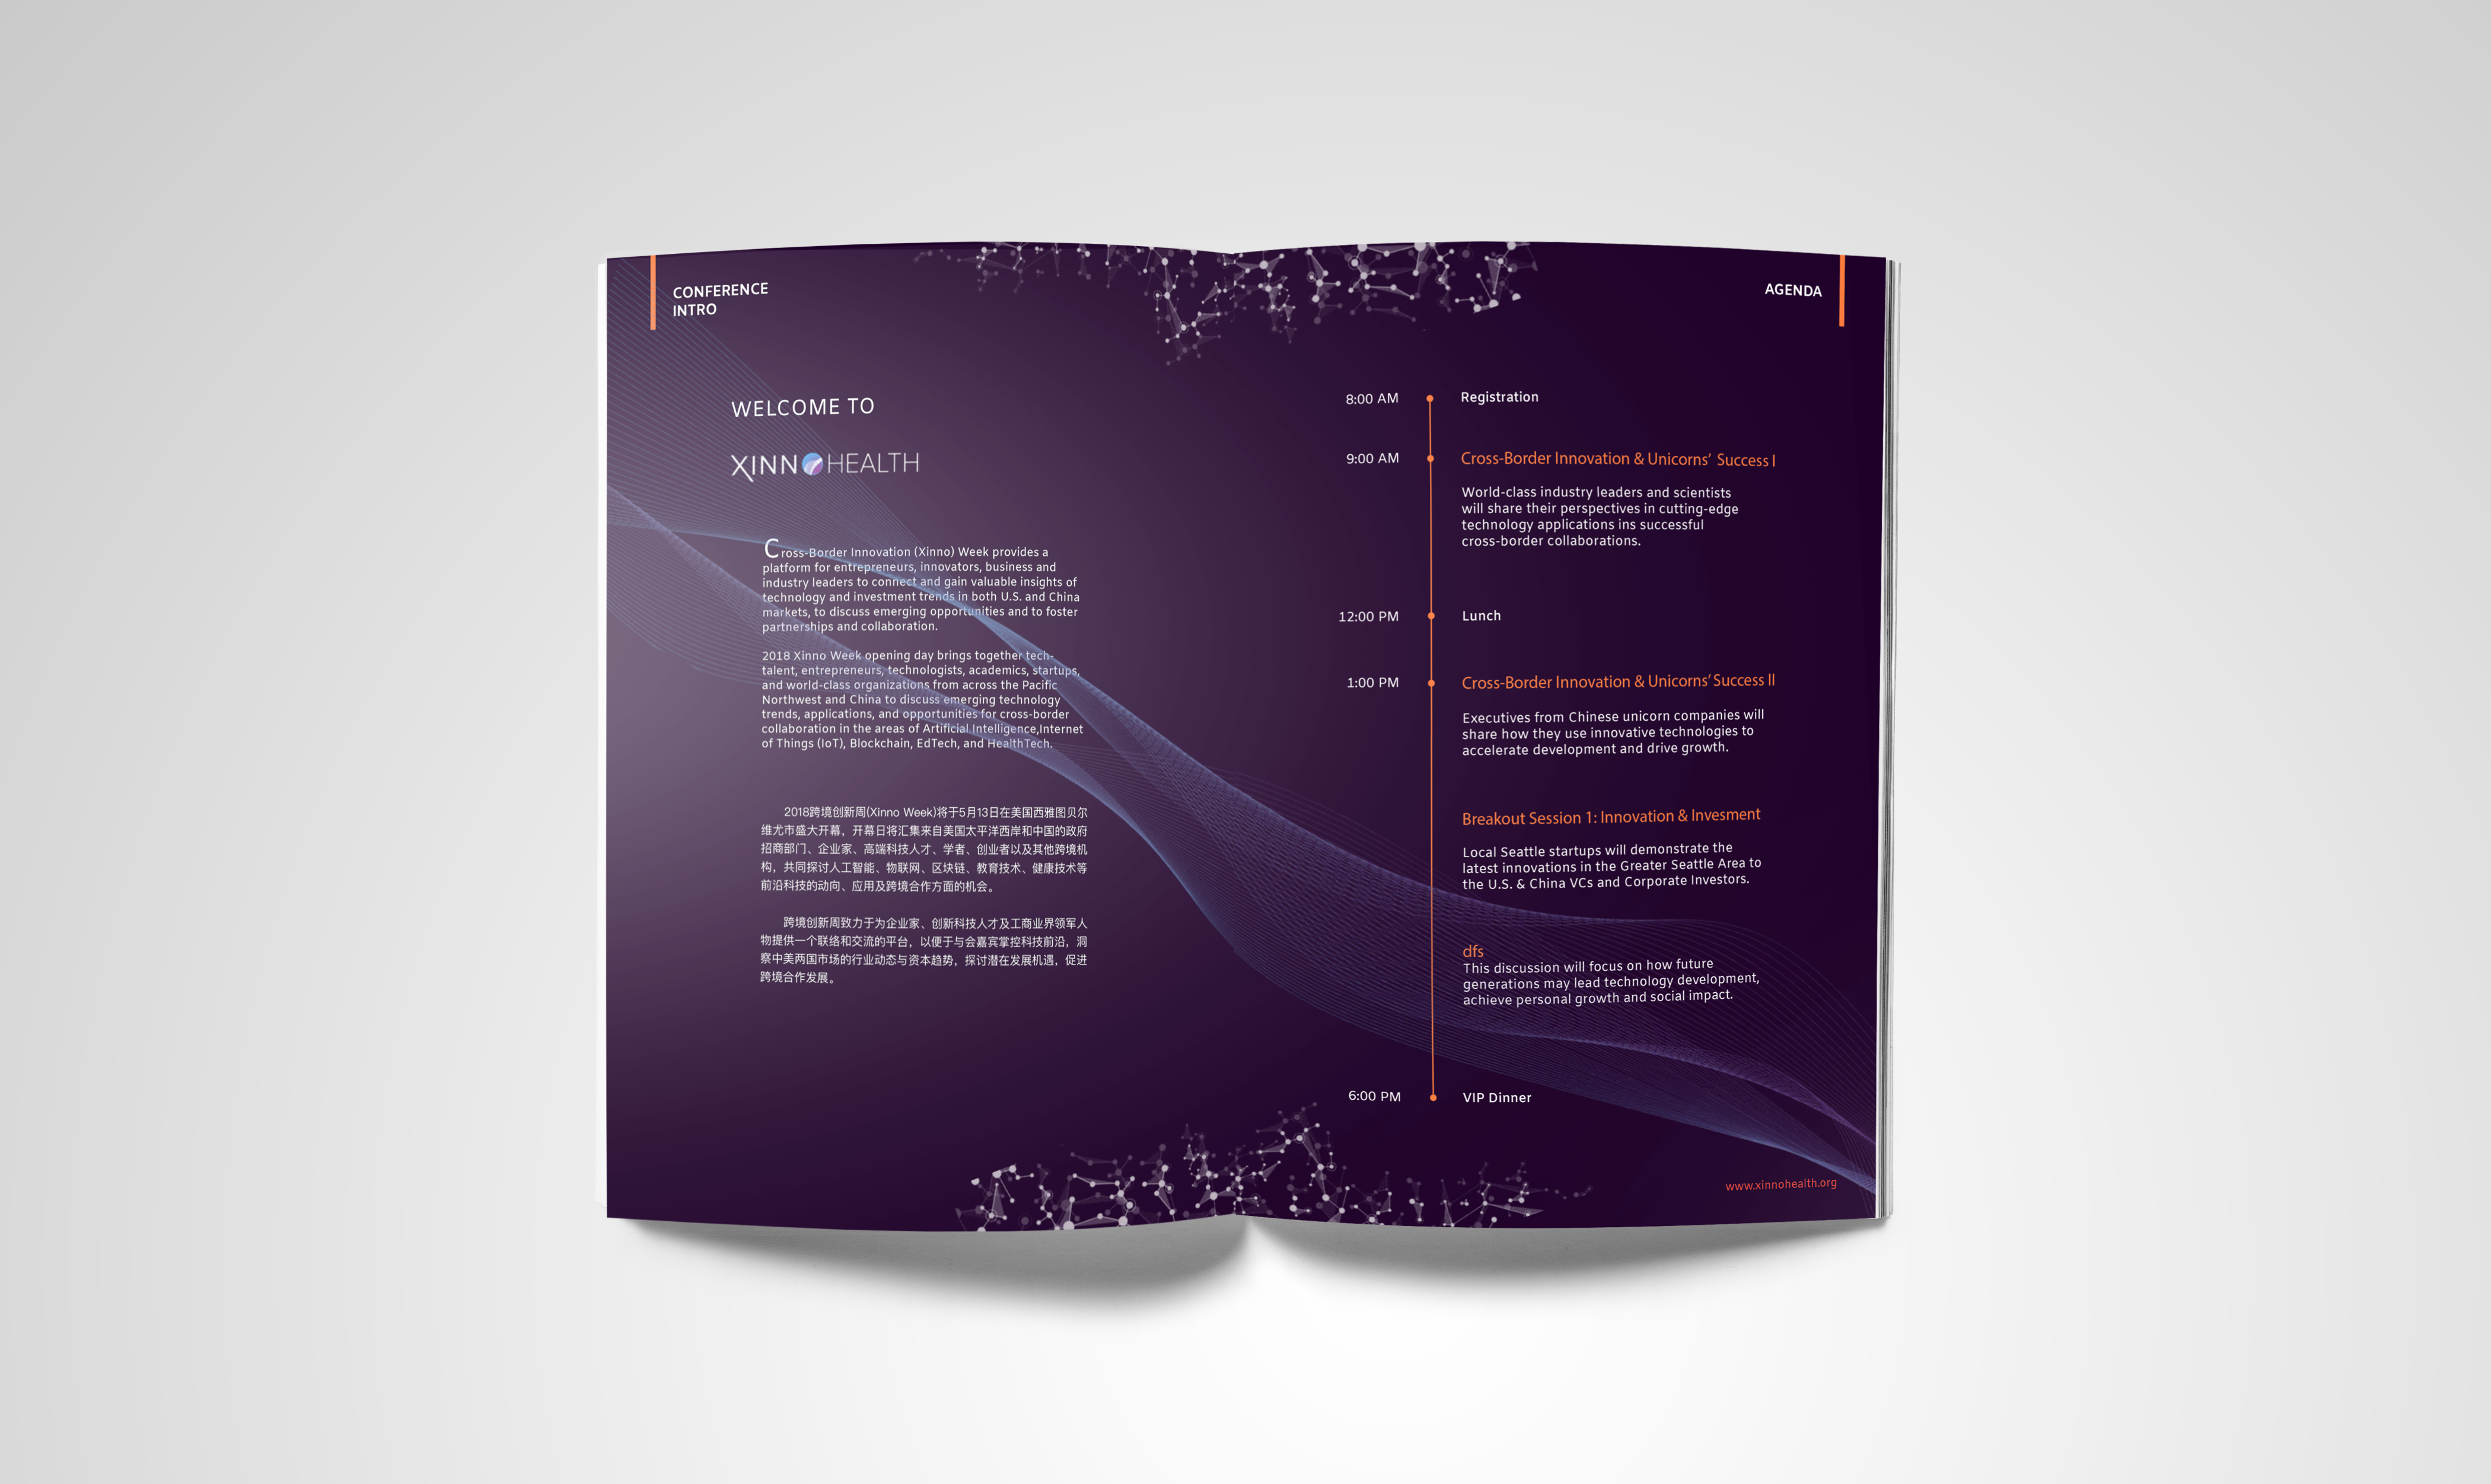 CONFERENCE
INTRO
WELCOME TO
XINNOHEALTH
Cross-Border Innovation (Xinno) Week provides a
platform for entrepreneurs, innovators, business and
industry leaders to connect and gain valuable insights of
technology and investment trends in both U.S. and China
markets, to discuss emerging opportunities and to foster
partnerships and collaboration.
2018 Xinno Week opening day brings together tech-
talent, entrepreneurs, technologists, academics, startups,
and world-class organizations from across the Pacific
Northwest and China to discuss emerging technology
trends, applications, and opportunities for cross-border
collaboration in the areas of Artificial Intelligence,Internet
of Things (IoT), Blockchain, EdTech, and HealthTech.
2018跨境创新周(Xinno Week)将于5月13日在美国西雅图贝尔
维尤市盛大开幕，开幕日将汇集来自美国太平洋西岸和中国的政府
招商部门、企业家、高端科技人才、学者、创业者以及其他跨境机
构，共同探讨人工智能、物联网、区块链、教育技术、健康技术等
前沿科技的动向、应用及跨境合作方面的机会。
跨境创新周致力于为企业家、创新科技人才及工商业界领军人
物提供一个联络和交流的平台，以便于与会嘉宾掌控科技前沿，洞
察中美两国市场的行业动态与资本趋势，探讨潜在发展机遇，促进
跨境合作发展。
AGENDA
8:00 AM Registration
9:00 AM Cross-Border Innovation & Unicorns' Success I
World-class industry leaders and scientists
will share their perspectives in cutting-edge
technology applications ins successful
cross-border collaborations.
12:00 PM Lunch
1:00 PM Cross-Border Innovation & Unicorns' Success II
Executives from Chinese unicorn companies will
share how they use innovative technologies to
accelerate development and drive growth.
Breakout Session 1: Innovation & Invesment
Local Seattle startups will demonstrate the
latest innovations in the Greater Seattle Area to
the U.S. & China VCs and Corporate Investors.
dfs
This discussion will focus on how future
generations may lead technology development,
achieve personal growth and social impact.
6:00 PM VIP Dinner
www.xinnohealth.org